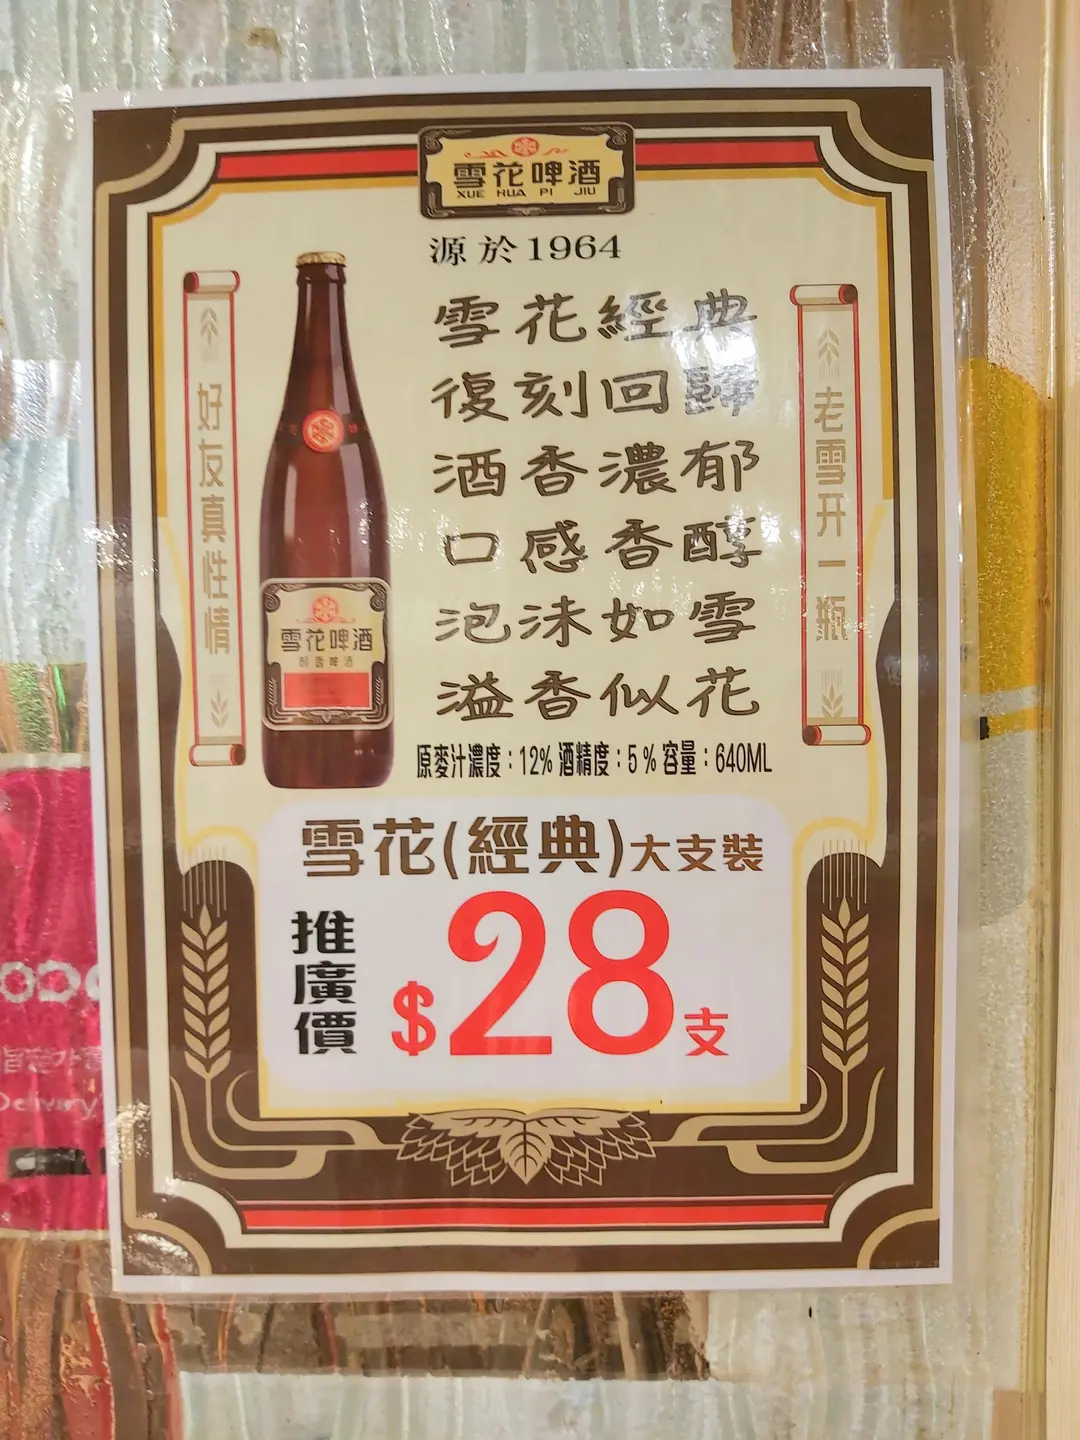 雪花啤酒
XUE HUA PI JIU
源於1964
雪花經典
復刻回歸
酒香濃郁
口感香醇
泡沫如雪
溢香似花
好友真性情
老雪开一瓶
雪花啤酒
醇香啤酒
原麥汁濃度：12% 酒精度：5% 容量：640ML
雪花(經典)大支裝
推廣價
$28支
Delivery